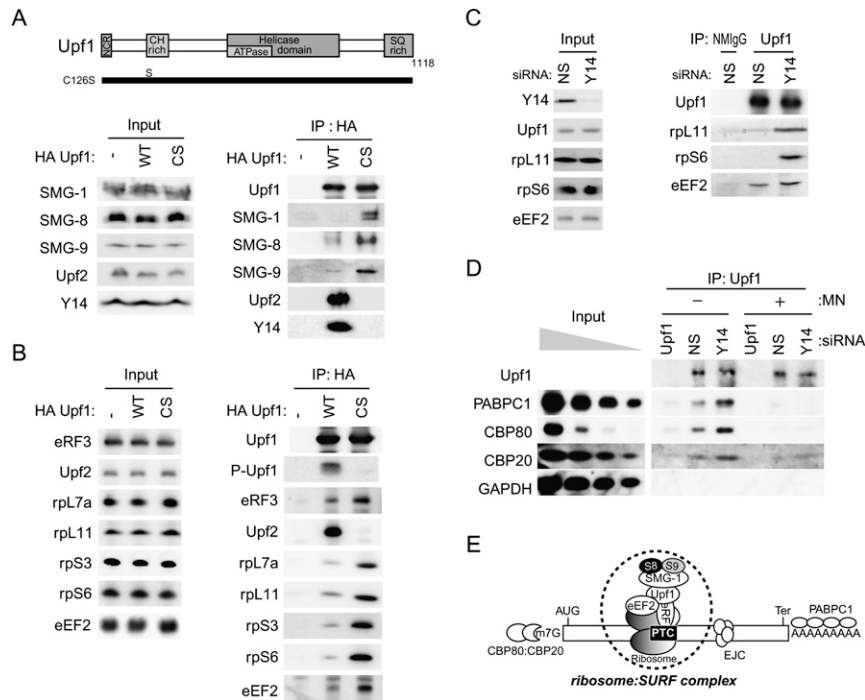 A
Upf1
NCR
CH
rich
Helicase
domain
ATPase
SQ
rich
1118
C126S
S
Input
HA Upf1:
-
WT
CS
SMG-1
SMG-8
SMG-9
Upf2
Y14
IP : HA
HA Upf1:
-
WT
CS
Upf1
SMG-1
SMG-8
SMG-9
Upf2
Y14
B
Input
HA Upf1:
-
WT
CS
eRF3
Upf2
rpL7a
rpL11
rpS3
rpS6
eEF2
IP: HA
HA Upf1:
-
WT
CS
Upf1
P-Upf1
eRF3
Upf2
rpL7a
rpL11
rpS3
rpS6
eEF2
C
Input
siRNA:
NS
Y14
Y14
Upf1
rpL11
rpS6
eEF2
IP: NMIgG Upf1
siRNA:
NS
NS
Y14
Upf1
rpL11
rpS6
eEF2
D
Input
IP: Upf1
– + :MN
Upf1
NS
Y14
Upf1
NS
Y14
:siRNA
Upf1
PABPC1
CBP80
CBP20
GAPDH
E
S8
S9
SMG-1
Upf1
eEF2
eRF
AUG
PTC
Ter
PABPC1
m7G
AAAAAAAAA
CBP80:CBP20
Ribosome
EJC
ribosome:SURF complex